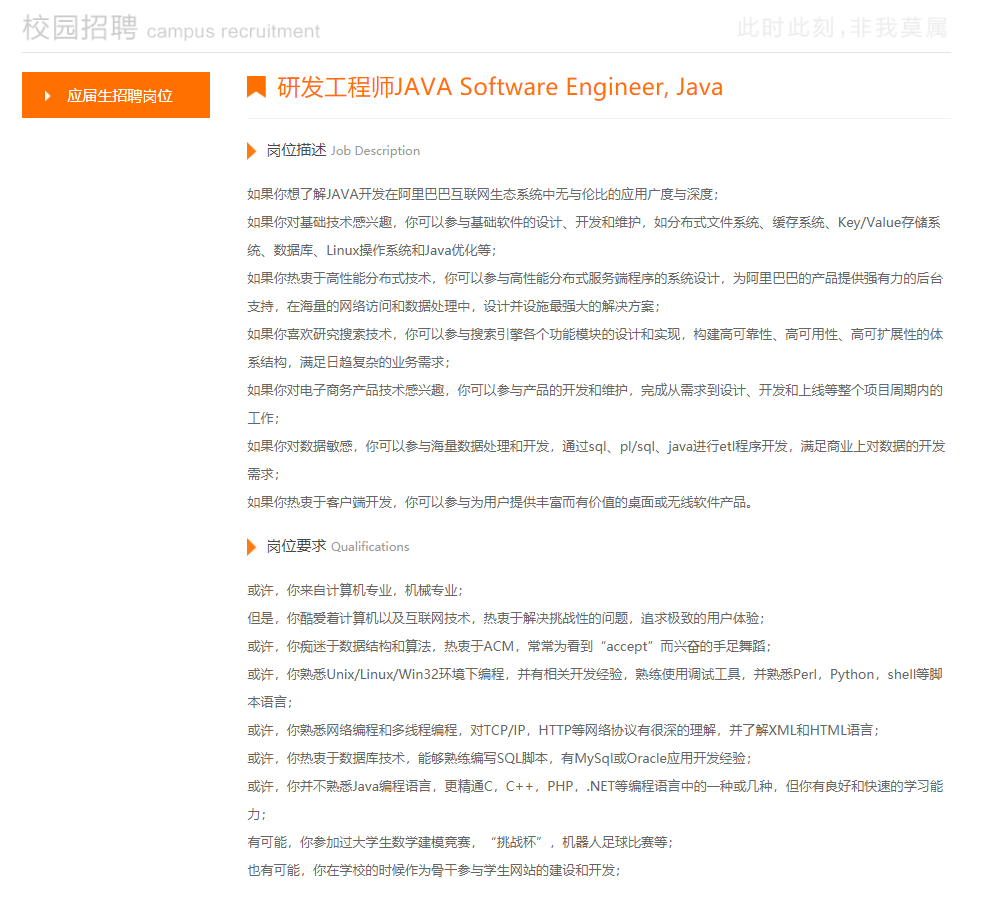 校园招聘 campus recruitment
此时此刻,非我莫属
应届生招聘岗位
研发工程师JAVA Software Engineer, Java
岗位描述 Job Description
如果你想了解JAVA开发在阿里巴巴互联网生态系统中无与伦比的应用广度与深度；
如果你对基础技术感兴趣，你可以参与基础软件的设计、开发和维护，如分布式文件系统、缓存系统、Key/Value存储系
统、数据库、Linux操作系统和Java优化等；
如果你热衷于高性能分布式技术，你可以参与高性能分布式服务端程序的系统设计，为阿里巴巴的产品提供强有力的后台
支持，在海量的网络访问和数据处理中，设计并设施最强大的解决方案；
如果你喜欢研究搜索技术，你可以参与搜索引擎各个功能模块的设计和实现，构建高可靠性、高可用性、高可扩展性的体
系结构，满足日趋复杂的业务需求；
如果你对电子商务产品技术感兴趣，你可以参与产品的开发和维护，完成从需求到设计、开发和上线等整个项目周期内的
工作；
如果你对数据敏感，你可以参与海量数据处理和开发，通过sql、pl/sql、java进行etl程序开发，满足商业上对数据的开发
需求；
如果你热衷于客户端开发，你可以参与为用户提供丰富而有价值的桌面或无线软件产品。
岗位要求 Qualifications
或许，你来自计算机专业，机械专业；
但是，你酷爱着计算机以及互联网技术，热衷于解决挑战性的问题，追求极致的用户体验；
或许，你痴迷于数据结构和算法，热衷于ACM，常常为看到“accept”而兴奋的手足舞蹈；
或许，你熟悉Unix/Linux/Win32环境下编程，并有相关开发经验，熟练使用调试工具，并熟悉Perl，Python，shell等脚
本语言；
或许，你熟悉网络编程和多线程编程，对TCP/IP，HTTP等网络协议有很深的理解，并了解XML和HTML语言；
或许，你热衷于数据库技术，能够熟练编写SQL脚本，有MySql或Oracle应用开发经验；
或许，你并不熟悉Java编程语言，更精通C，C++，PHP，.NET等编程语言中的一种或几种，但你有良好和快速的学习能
力；
有可能，你参加过大学生数学建模竞赛，“挑战杯”，机器人足球比赛等；
也有可能，你在学校的时候作为骨干参与学生网站的建设和开发；